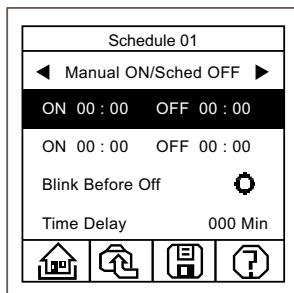 Schedule 01
Manual ON/Sched OFF
ON 00 : 00 OFF 00 : 00
ON 00 : 00 OFF 00 : 00
Blink Before Off
Time Delay 000 Min
?